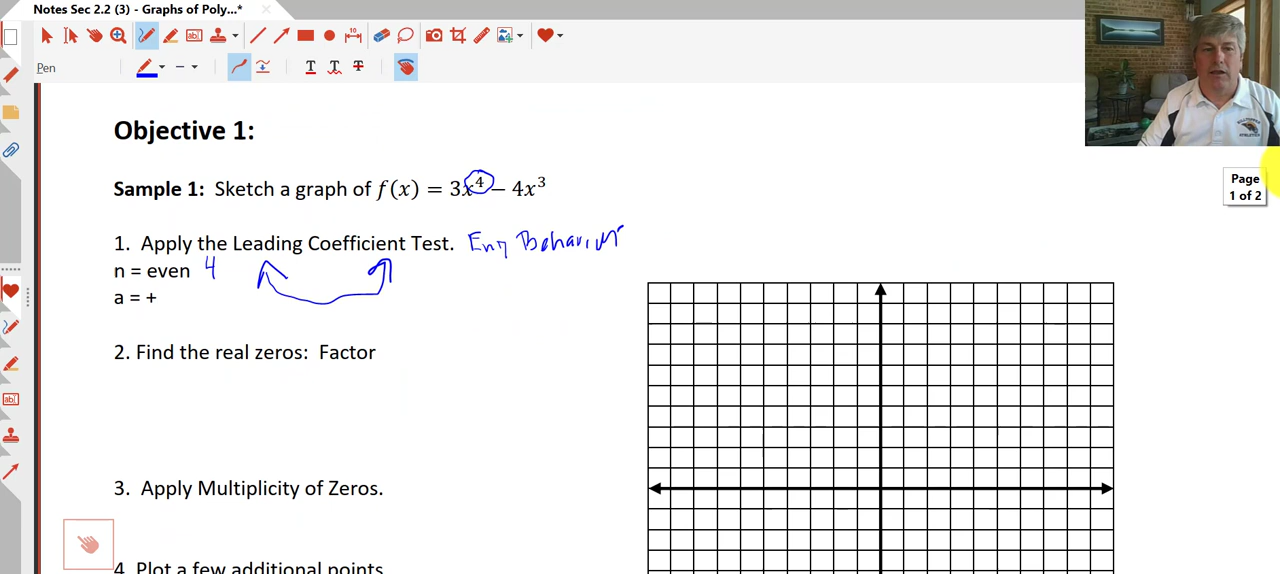 Notes Sec 2.2 (3) - Graphs of Poly...*
Pen
Page
1 of 2
Objective 1:
Sample 1: Sketch a graph of f(x) = 3x⁴ − 4x³
1. Apply the Leading Coefficient Test. End Behavior
n = even 4
a = +
2. Find the real zeros: Factor
3. Apply Multiplicity of Zeros.
4. Plot a few additional points